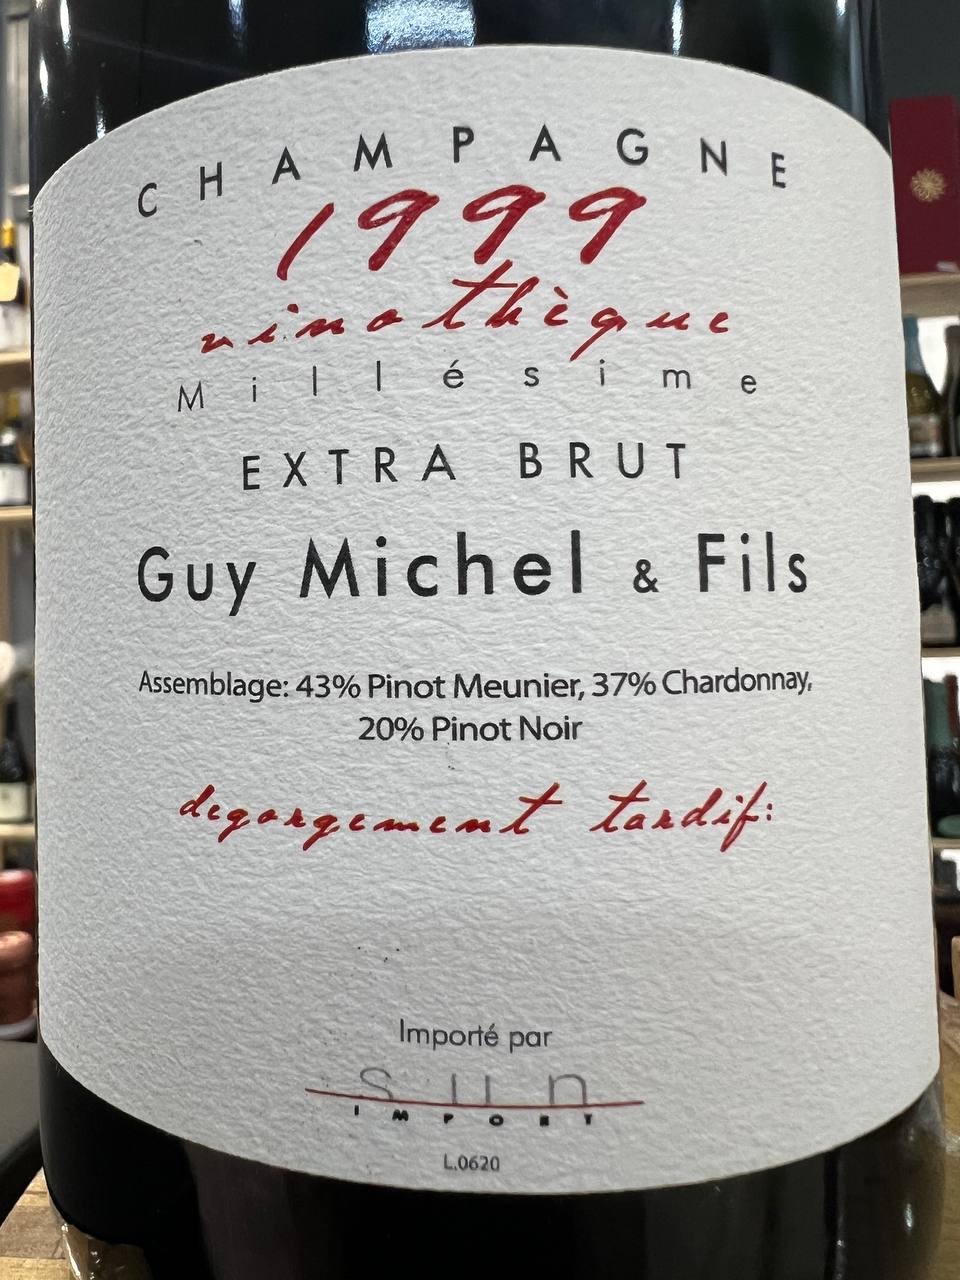 CHAMPAGNE
1999
vinothèque
Millésime
EXTRA BRUT
Guy Michel & Fils
Assemblage: 43% Pinot Meunier, 37% Chardonnay,
20% Pinot Noir
degorgement tardif:
Importé par
sun
IMPORT
L.0620